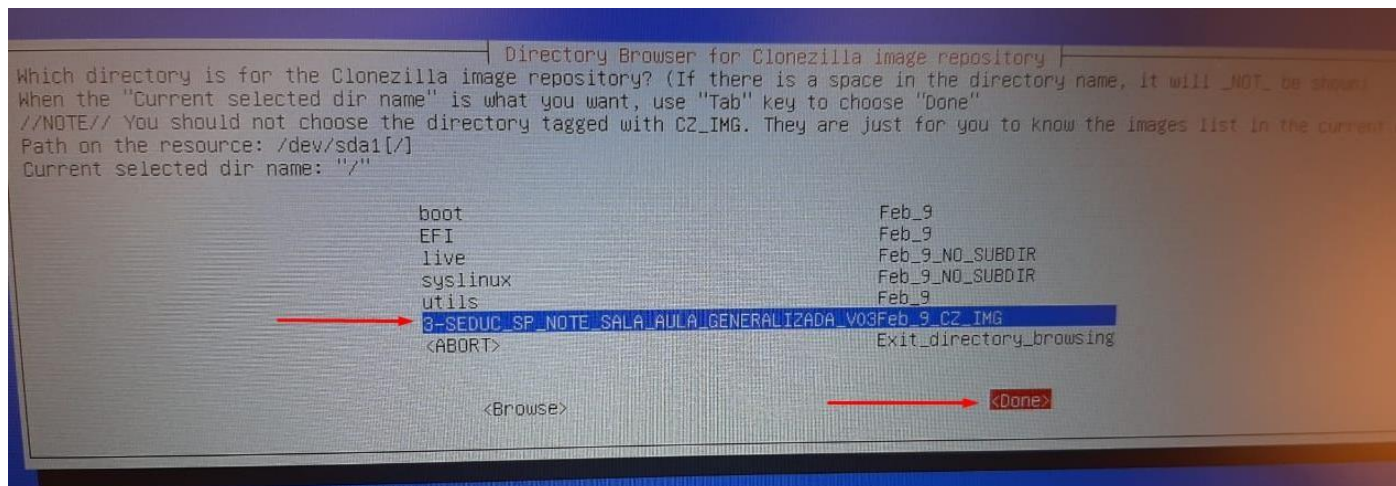 Directory Browser for Clonezilla image repository
Which directory is for the Clonezilla image repository? (If there is a space in the directory name, it will _NOT_ be shown)
When the "Current selected dir name" is what you want, use "Tab" key to choose "Done"
//NOTE// You should not choose the directory tagged with CZ_IMG. They are just for you to know the images list in the current
Path on the resource: /dev/sda1[/]
Current selected dir name: "/"
boot Feb_9
EFI Feb_9
live Feb_9_NO_SUBDIR
syslinux Feb_9_NO_SUBDIR
utils Feb_9
3-SEDUC_SP_NOTE_SALA_AULA_GENERALIZADA_V03Feb_9_CZ_IMG
<ABORT> Exit_directory_browsing
<Browse> <Done>